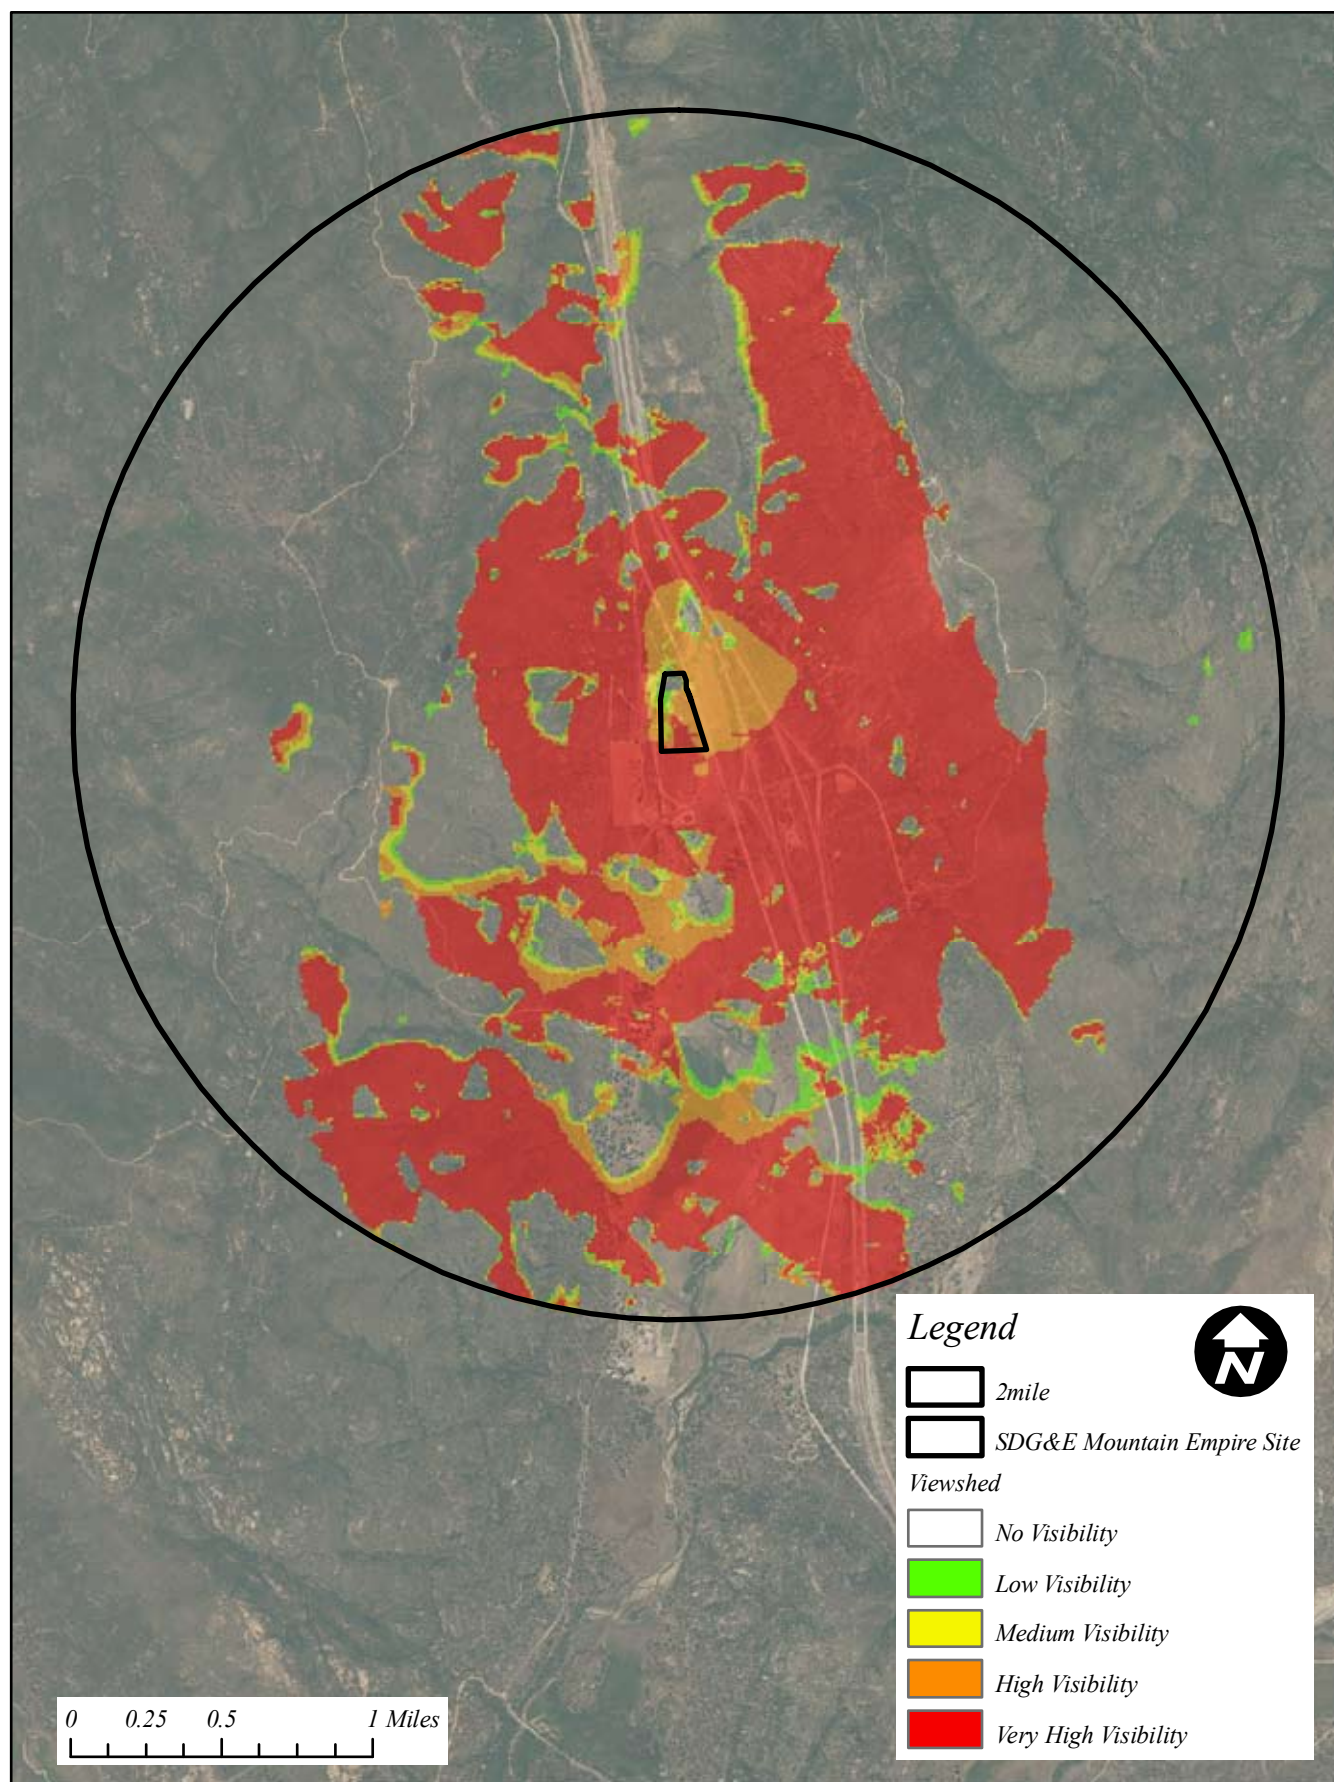 Legend
N
2mile
SDG&E Mountain Empire Site
Viewshed
No Visibility
Low Visibility
Medium Visibility
High Visibility
Very High Visibility
0 0.25 0.5 1 Miles